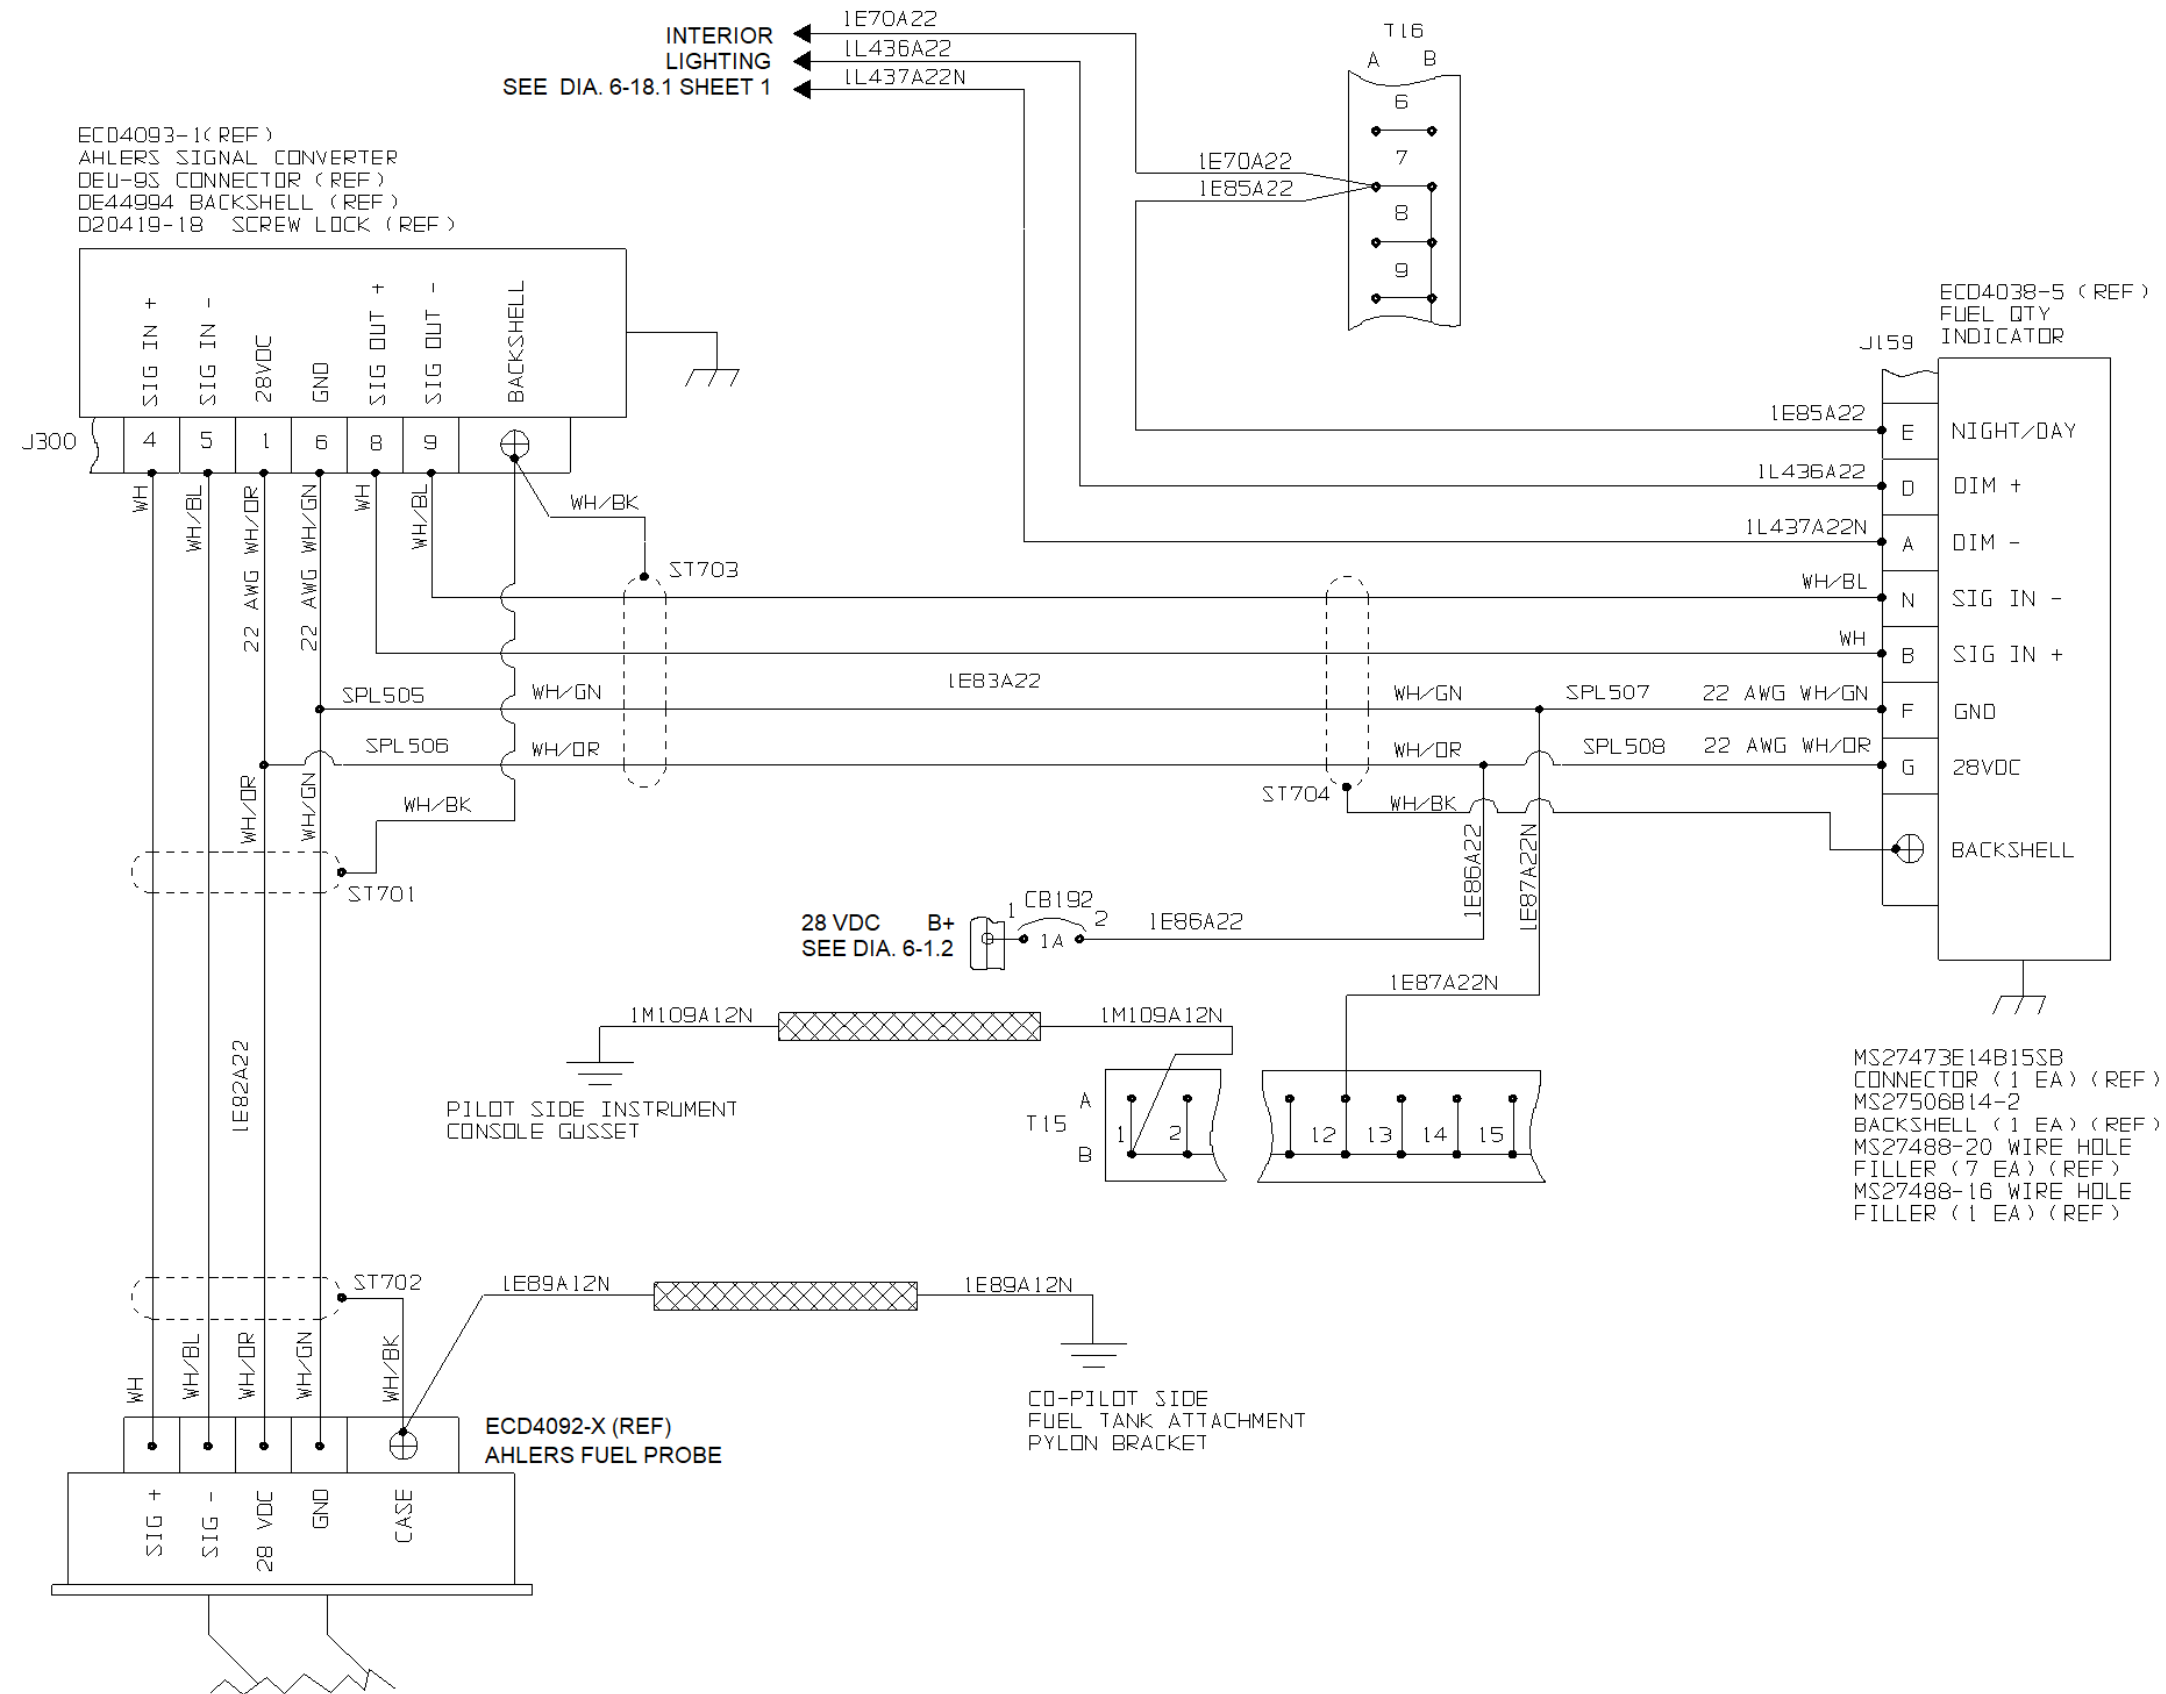 1E70A22
INTERIOR
1L436A22
LIGHTING
1L437A22N
SEE DIA. 6-18.1 SHEET 1
T16
A B
6
7
8
9
1E70A22
1E85A22
ECD4093-1(REF)
AHLERS SIGNAL CONVERTER
DEU-9S CONNECTOR (REF)
DE44994 BACKSHELL (REF)
D20419-18 SCREW LOCK (REF)
SIG IN +
SIG IN -
28VDC
GND
SIG OUT +
SIG OUT -
BACKSHELL
J300
4 5 1 6 8 9
WH
WH/BL
22 AWG WH/OR
22 AWG WH/GN
WH
WH/BL
WH/BK
ST703
ECD4038-5 (REF)
FUEL QTY
INDICATOR
J159
1E85A22
E
NIGHT/DAY
1L436A22
D
DIM +
1L437A22N
A
DIM -
WH/BL
N
SIG IN -
WH
B
SIG IN +
1E83A22
SPL505
WH/GN
WH/GN
SPL507
22 AWG WH/GN
F
GND
SPL506
WH/OR
WH/OR
SPL508
22 AWG WH/OR
G
28VDC
WH/OR
WH/GN
WH/BK
ST701
ST704
WH/BK
BACKSHELL
1E86A22
1E87A22N
28 VDC B+
SEE DIA. 6-1.2
1
CB192
2
1A
1E86A22
1E87A22N
1M109A12N
1M109A12N
PILOT SIDE INSTRUMENT
CONSOLE GUSSET
T15
A
B
1 2
12 13 14 15
MS27473E14B15SB
CONNECTOR (1 EA) (REF)
MS27506B14-2
BACKSHELL (1 EA) (REF)
MS27488-20 WIRE HOLE
FILLER (7 EA) (REF)
MS27488-16 WIRE HOLE
FILLER (1 EA) (REF)
1E82A22
ST702
1E89A12N
1E89A12N
WH
WH/BL
WH/OR
WH/GN
WH/BK
CO-PILOT SIDE
FUEL TANK ATTACHMENT
PYLON BRACKET
ECD4092-X (REF)
AHLERS FUEL PROBE
SIG +
SIG -
28 VDC
GND
CASE